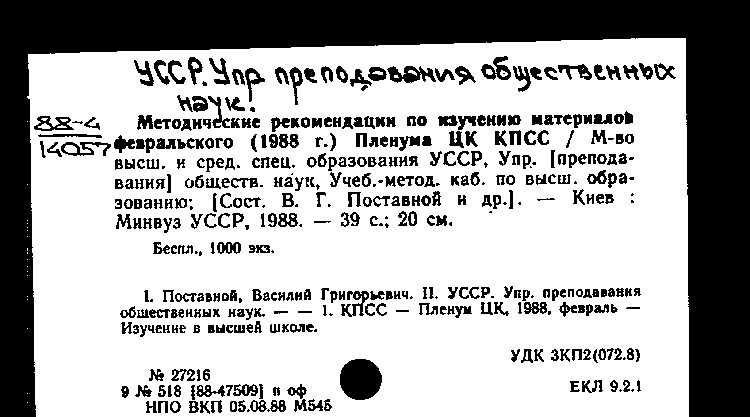 УССР. Упр преподавания общественных
наук.
88-4
14057
Методические рекомендации по изучению материалов
февральского (1988 г.) Пленума ЦК КПСС / М-во
высш. и сред. спец. образования УССР, Упр. [препода-
вания] обществ. наук, Учеб.-метод. каб. по высш. обра-
зованию; [Сост. В. Г. Поставной и др.]. — Киев :
Минвуз УССР, 1988. — 39 с.; 20 см.
Беспл., 1000 экз.
I. Поставной, Василий Григорьевич. II. УССР. Упр. преподавания
общественных наук. — — 1. КПСС — Пленум ЦК, 1988, февраль —
Изучение в высшей школе.
УДК 3КП2(072.8)
№ 27216
9 № 518 [88-47509] п оф
ЕКЛ 9.2.1
НПО ВКП 05.08.88 М545